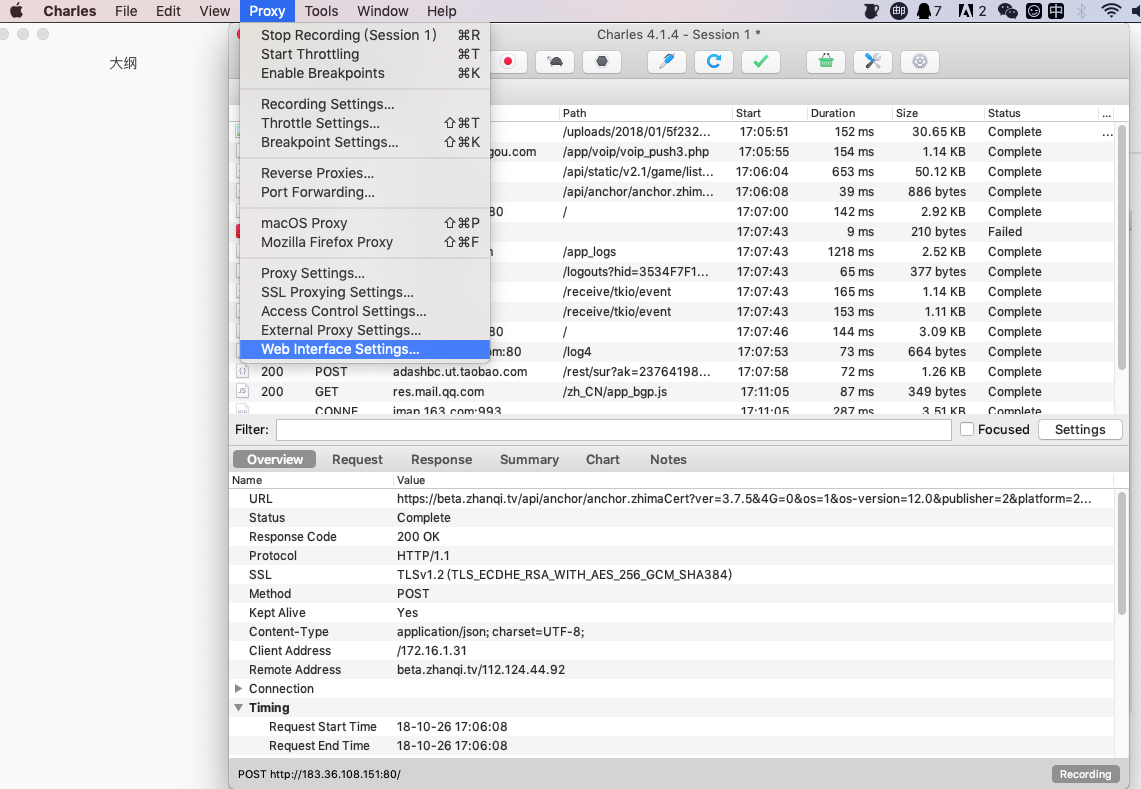 Charles File Edit View Proxy Tools Window Help 7 2 中
大纲
Charles 4.1.4 - Session 1 *
Stop Recording (Session 1) ⌘R
Start Throttling ⌘T
Enable Breakpoints ⌘K
Recording Settings...
Throttle Settings... ⇧⌘T
Breakpoint Settings... ⇧⌘K
Reverse Proxies...
Port Forwarding...
macOS Proxy ⇧⌘P
Mozilla Firefox Proxy ⇧⌘F
Proxy Settings...
SSL Proxying Settings...
Access Control Settings...
External Proxy Settings...
Web Interface Settings...
Path Start Duration Size Status ...
/uploads/2018/01/5f232... 17:05:51 152 ms 30.65 KB Complete ...
gou.com /app/voip/voip_push3.php 17:05:55 154 ms 1.14 KB Complete
/api/static/v2.1/game/list... 17:06:04 653 ms 50.12 KB Complete
/api/anchor/anchor.zhim... 17:06:08 39 ms 886 bytes Complete
80 / 17:07:00 142 ms 2.92 KB Complete
17:07:43 9 ms 210 bytes Failed
/app_logs 17:07:43 1218 ms 2.52 KB Complete
/logouts?hid=3534F7F1... 17:07:43 65 ms 377 bytes Complete
/receive/tkio/event 17:07:43 165 ms 1.14 KB Complete
/receive/tkio/event 17:07:43 153 ms 1.11 KB Complete
80 / 17:07:46 144 ms 3.09 KB Complete
om:80 /log4 17:07:53 73 ms 664 bytes Complete
200 POST adashbc.ut.taobao.com /rest/sur?ak=23764198... 17:07:58 72 ms 1.26 KB Complete
200 GET res.mail.qq.com /zh_CN/app_bgp.js 17:11:05 87 ms 349 bytes Complete
CONNE imap.163.com:993 17:11:05 287 ms 3.51 KB Complete
Filter: Focused Settings
Overview Request Response Summary Chart Notes
Name Value
URL https://beta.zhanqi.tv/api/anchor/anchor.zhimaCert?ver=3.7.5&4G=0&os=1&os-version=12.0&publisher=2&platform=2...
Status Complete
Response Code 200 OK
Protocol HTTP/1.1
SSL TLSv1.2 (TLS_ECDHE_RSA_WITH_AES_256_GCM_SHA384)
Method POST
Kept Alive Yes
Content-Type application/json; charset=UTF-8;
Client Address /172.16.1.31
Remote Address beta.zhanqi.tv/112.124.44.92
Connection
Timing
Request Start Time 18-10-26 17:06:08
Request End Time 18-10-26 17:06:08
POST http://183.36.108.151:80/ Recording